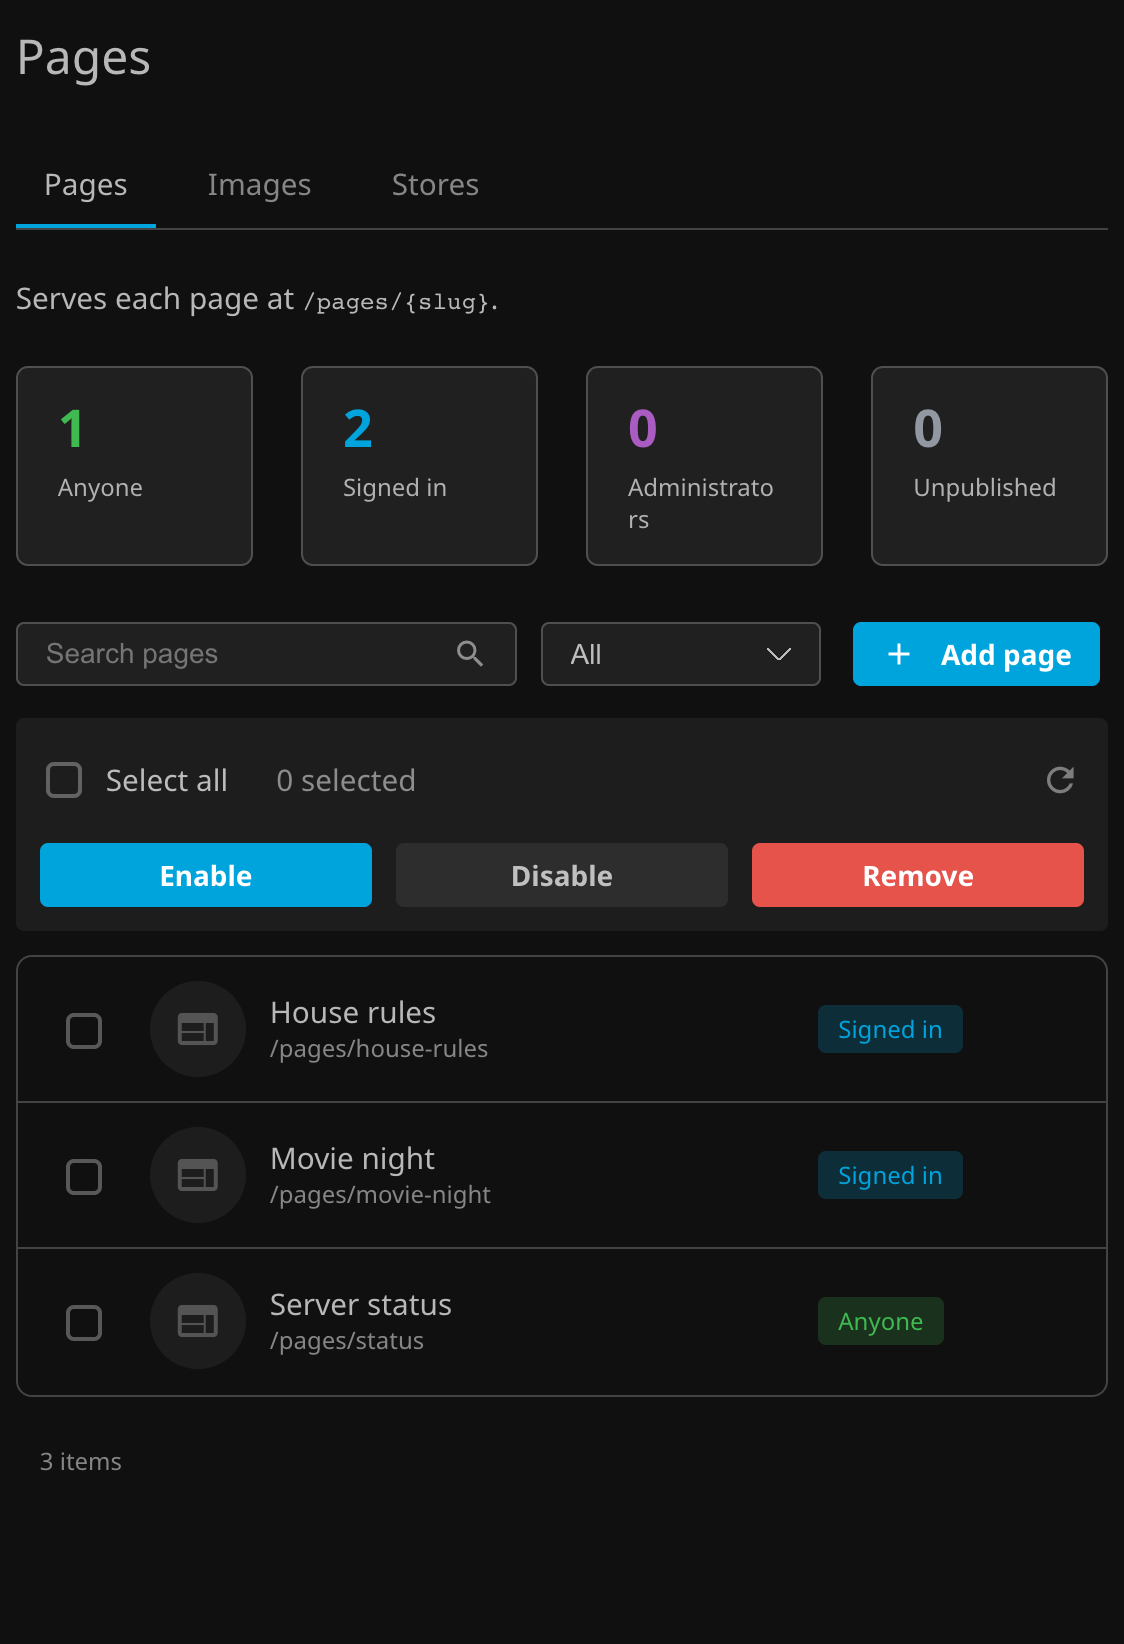 Pages
Pages Images Stores
Serves each page at /pages/{slug}.
1 2 0 0
Anyone Signed in Administrato Unpublished
rs
Search pages All + Add page
Select all 0 selected
Enable Disable Remove
House rules
/pages/house-rules
Signed in
Movie night
/pages/movie-night
Signed in
Server status
/pages/status
Anyone
3 items